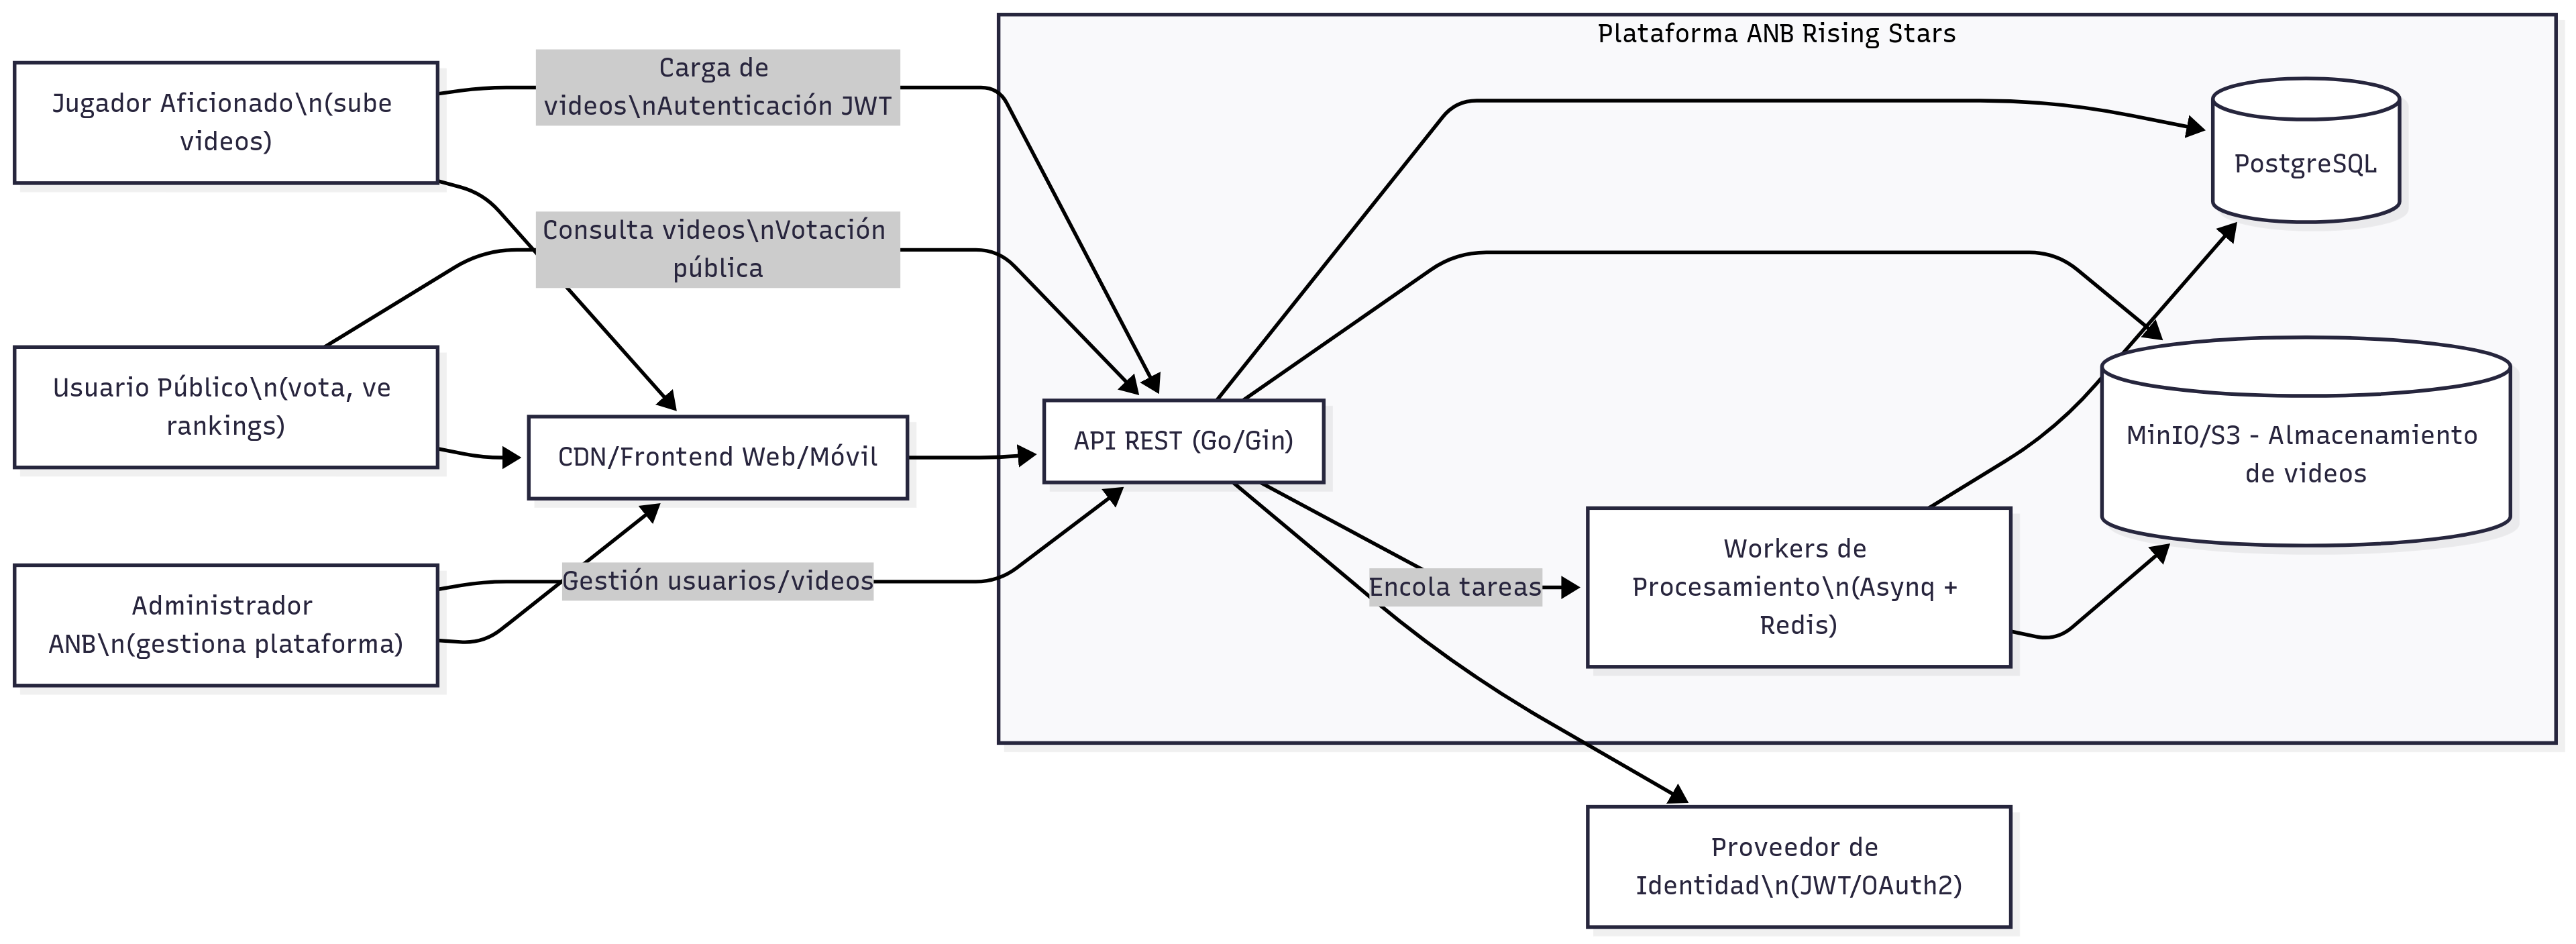 Plataforma ANB Rising Stars
Jugador Aficionado\n(sube
videos)
Carga de
videos\nAutenticación JWT
Consulta videos\nVotación
pública
Usuario Público\n(vota, ve
rankings)
CDN/Frontend Web/Móvil
Administrador
ANB\n(gestiona plataforma)
Gestión usuarios/videos
API REST (Go/Gin)
Encola tareas
Workers de
Procesamiento\n(Asynq +
Redis)
PostgreSQL
MinIO/S3 - Almacenamiento
de videos
Proveedor de
Identidad\n(JWT/OAuth2)